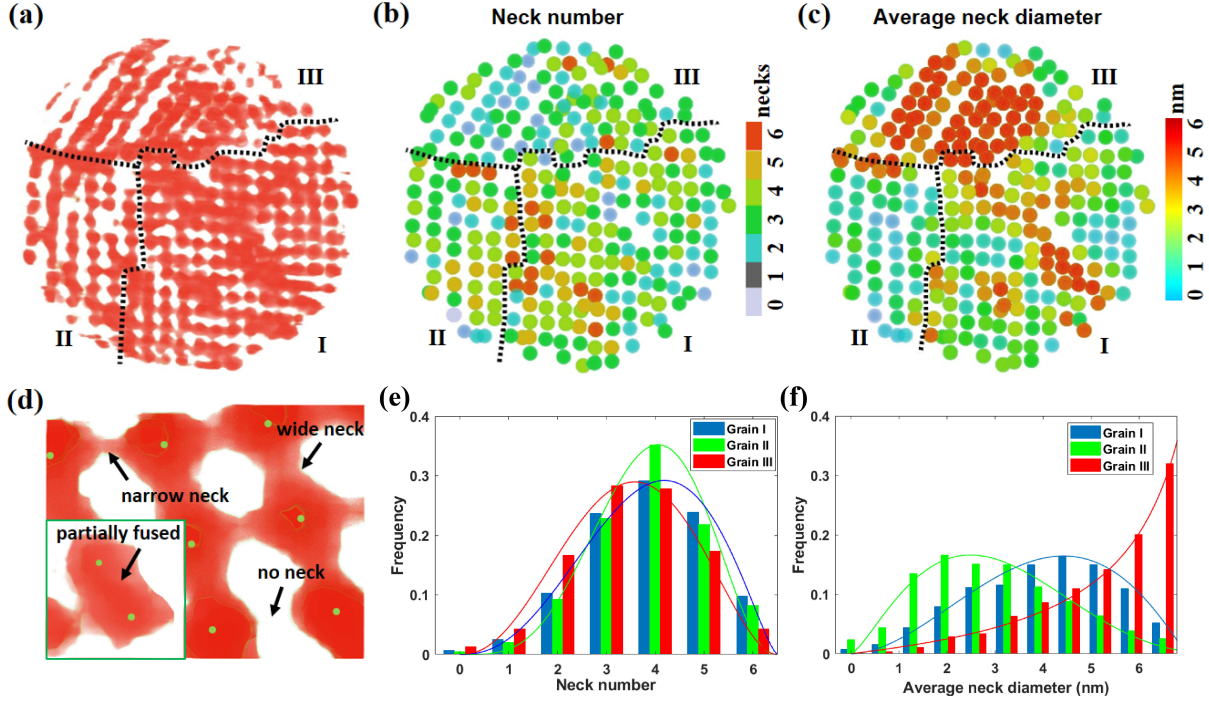 (a)
III
II
I
(b)
Neck number
III
II
I
necks
6
5
4
3
2
1
0
(c)
Average neck diameter
III
II
I
nm
6
5
4
3
2
1
0
(d)
wide neck
narrow neck
partially fused
no neck
(e)
0.4
0.3
0.2
0.1
0
Frequency
Grain I
Grain II
Grain III
0 1 2 3 4 5 6
Neck number
(f)
0.4
0.3
0.2
0.1
0
Frequency
Grain I
Grain II
Grain III
0 1 2 3 4 5 6
Average neck diameter (nm)